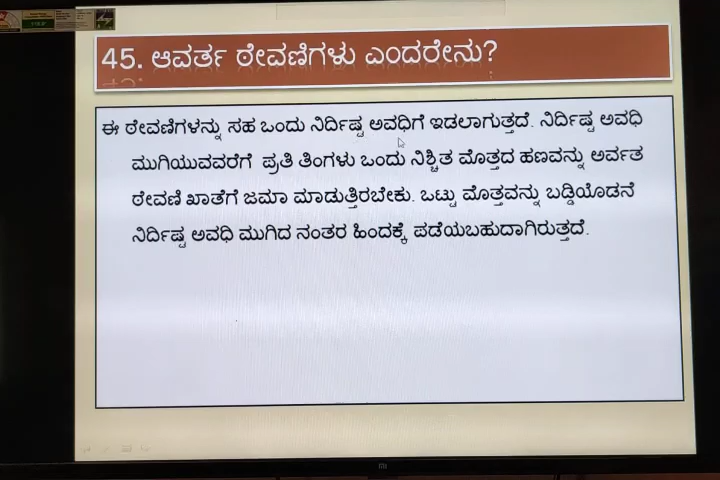 45. ಆವರ್ತ ಠೇವಣಿಗಳು ಎಂದರೇನು?
ಈ ಠೇವಣಿಗಳನ್ನು ಸಹ ಒಂದು ನಿರ್ದಿಷ್ಟ ಅವಧಿಗೆ ಇಡಲಾಗುತ್ತದೆ. ನಿರ್ದಿಷ್ಟ ಅವಧಿ
ಮುಗಿಯುವವರೆಗೆ ಪ್ರತಿ ತಿಂಗಳು ಒಂದು ನಿಶ್ಚಿತ ಮೊತ್ತದ ಹಣವನ್ನು ಅರ್ವತ
ಠೇವಣಿ ಖಾತೆಗೆ ಜಮಾ ಮಾಡುತ್ತಿರಬೇಕು. ಒಟ್ಟು ಮೊತ್ತವನ್ನು ಬಡ್ಡಿಯೊಡನೆ
ನಿರ್ದಿಷ್ಟ ಅವಧಿ ಮುಗಿದ ನಂತರ ಹಿಂದಕ್ಕೆ ಪಡೆಯಬಹುದಾಗಿರುತ್ತದೆ.
mi